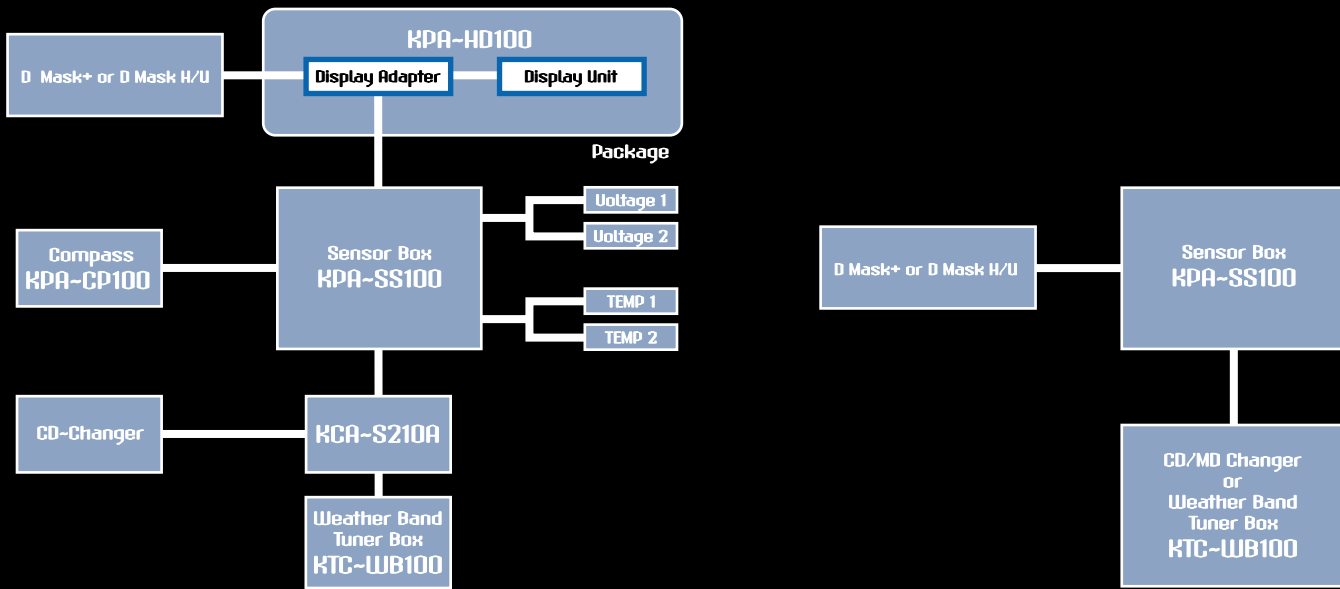 KPA-HD100
D Mask+ or D Mask H/U
Display Adapter
Display Unit
Package
Voltage 1
Voltage 2
Compass
KPA-CP100
Sensor Box
KPA-SS100
TEMP 1
TEMP 2
CD-Changer
KCA-S210A
Weather Band
Tuner Box
KTC-WB100
D Mask+ or D Mask H/U
Sensor Box
KPA-SS100
CD/MD Changer
or
Weather Band
Tuner Box
KTC-WB100